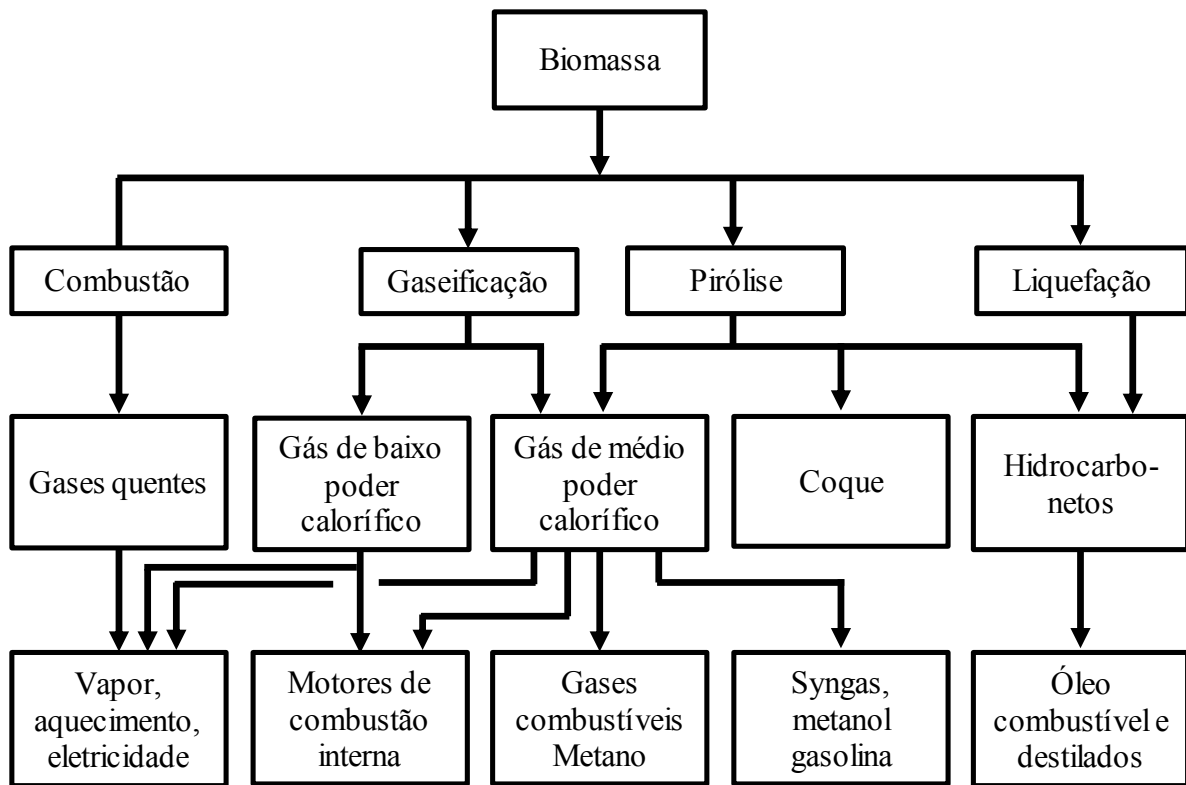 Biomassa
Combustão
Gaseificação
Pirólise
Liquefação
Gases quentes
Gás de baixo
poder
calorífico
Gás de médio
poder
calorífico
Coque
Hidrocarbo-
netos
Vapor,
aquecimento,
eletricidade
Motores de
combustão
interna
Gases
combustíveis
Metano
Syngas,
metanol
gasolina
Óleo
combustível e
destilados